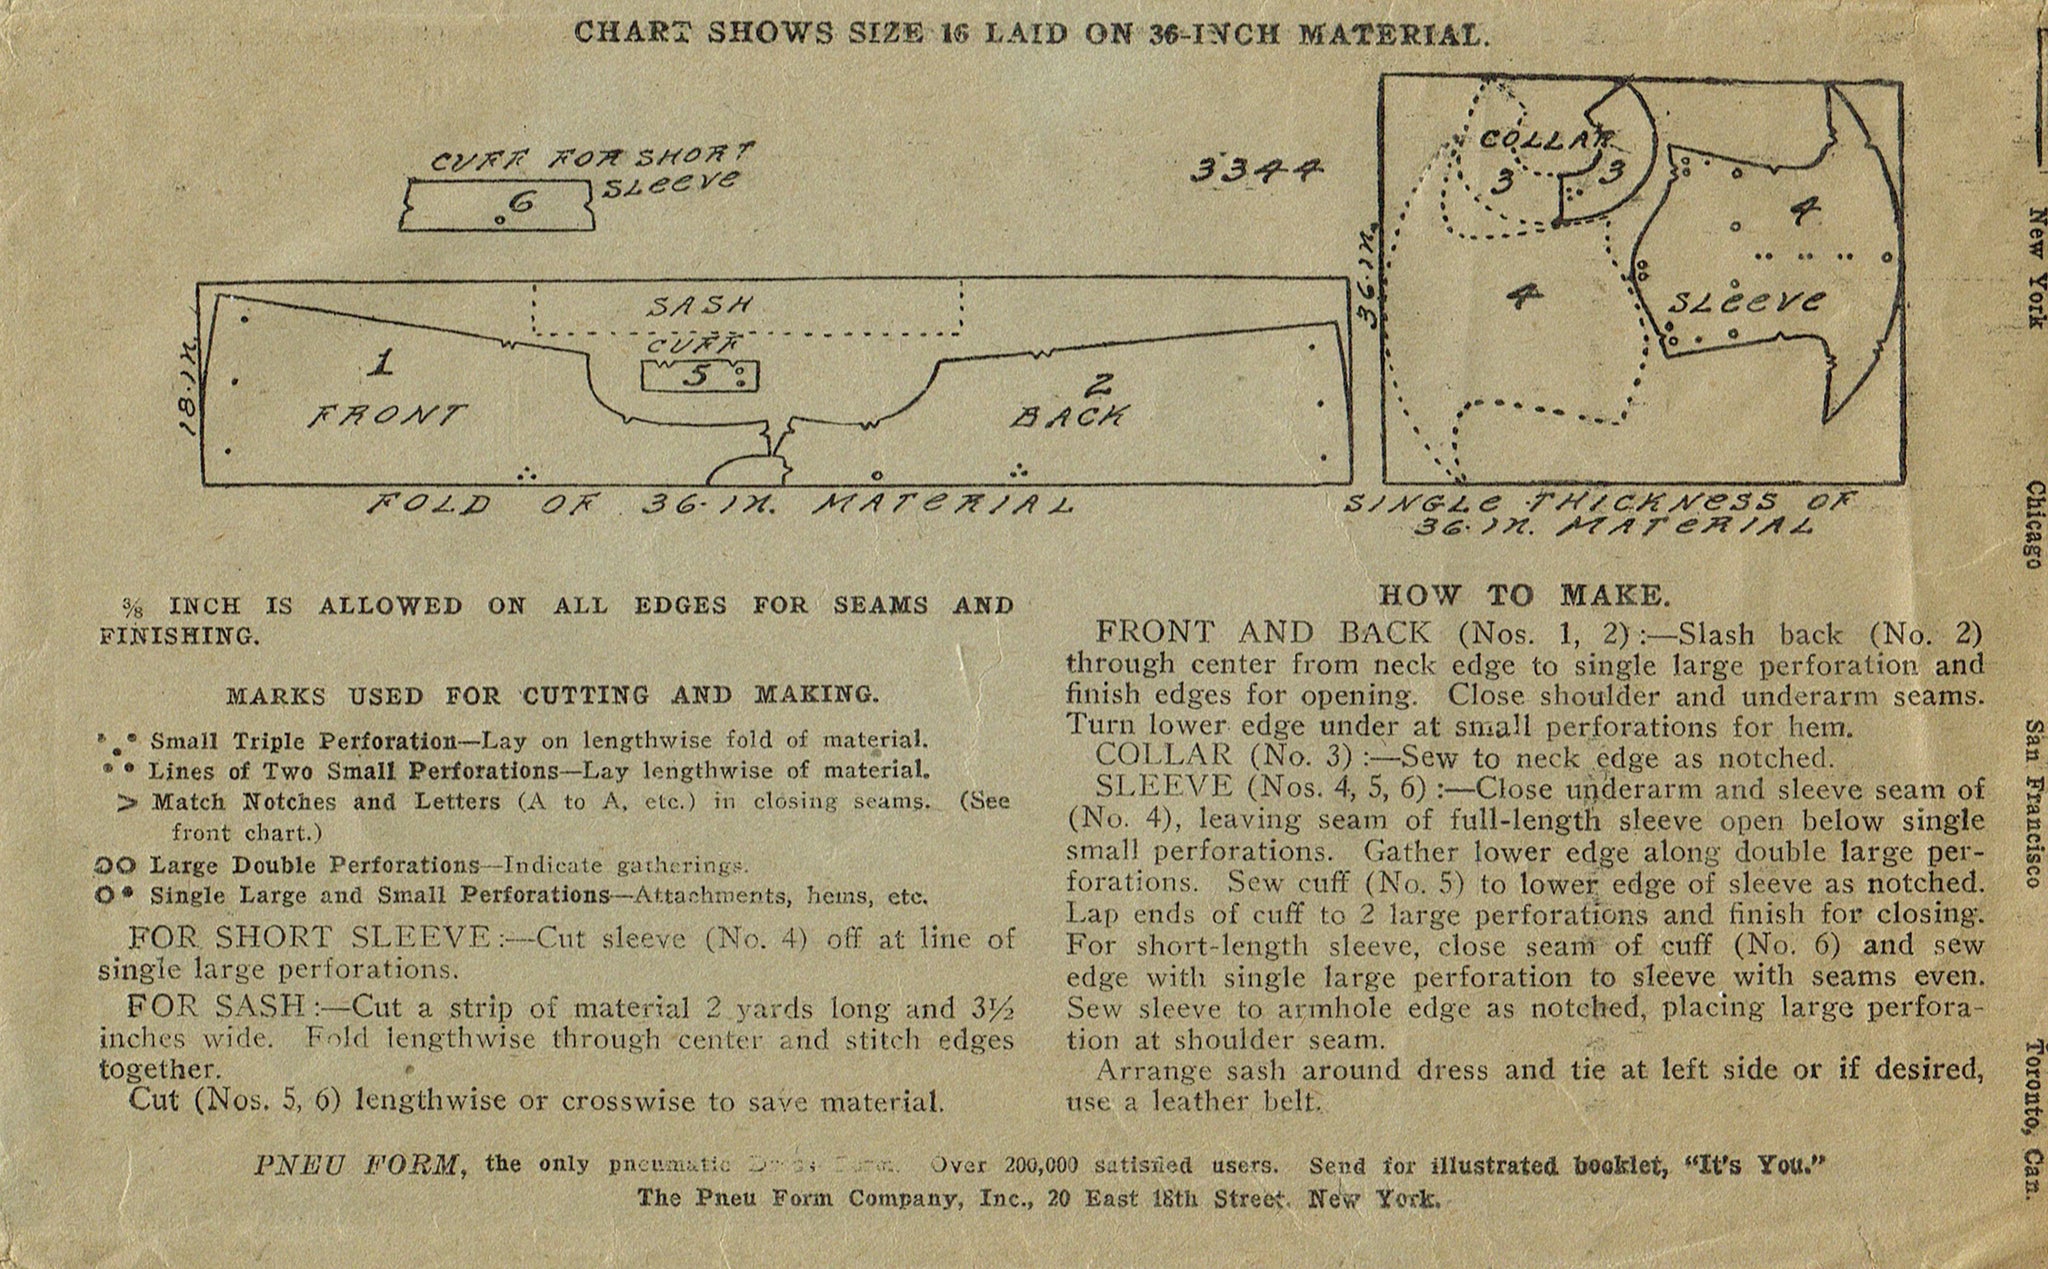 CHART SHOWS SIZE 16 LAID ON 36-INCH MATERIAL.
CUFF FOR SHORT
SLEEVE
6
3344
COLLAR
3
3
4
4
SLEEVE
36-IN.
SASH
CUFF
5
1
FRONT
2
BACK
18-IN.
FOLD OF 36-IN. MATERIAL
SINGLE THICKNESS OF
36-IN. MATERIAL
⅜ INCH IS ALLOWED ON ALL EDGES FOR SEAMS AND
FINISHING.
MARKS USED FOR CUTTING AND MAKING.
Small Triple Perforation—Lay on lengthwise fold of material.
Lines of Two Small Perforations—Lay lengthwise of material.
> Match Notches and Letters (A to A, etc.) in closing seams. (See
front chart.)
Large Double Perforations—Indicate gatherings.
Single Large and Small Perforations—Attachments, hems, etc.
FOR SHORT SLEEVE:—Cut sleeve (No. 4) off at line of
single large perforations.
FOR SASH:—Cut a strip of material 2 yards long and 3½
inches wide. Fold lengthwise through center and stitch edges
together.
Cut (Nos. 5, 6) lengthwise or crosswise to save material.
HOW TO MAKE.
FRONT AND BACK (Nos. 1, 2):—Slash back (No. 2)
through center from neck edge to single large perforation and
finish edges for opening. Close shoulder and underarm seams.
Turn lower edge under at small perforations for hem.
COLLAR (No. 3):—Sew to neck edge as notched.
SLEEVE (Nos. 4, 5, 6):—Close underarm and sleeve seam of
(No. 4), leaving seam of full-length sleeve open below single
small perforations. Gather lower edge along double large per-
forations. Sew cuff (No. 5) to lower edge of sleeve as notched.
Lap ends of cuff to 2 large perforations and finish for closing.
For short-length sleeve, close seam of cuff (No. 6) and sew
edge with single large perforation to sleeve with seams even.
Sew sleeve to armhole edge as notched, placing large perfora-
tion at shoulder seam.
Arrange sash around dress and tie at left side or if desired,
use a leather belt.
PNEU FORM, the only pneumatic Dress Form. Over 200,000 satisfied users. Send for illustrated booklet, "It's You."
The Pneu Form Company, Inc., 20 East 18th Street, New York.
New York Chicago San Francisco Toronto, Can.